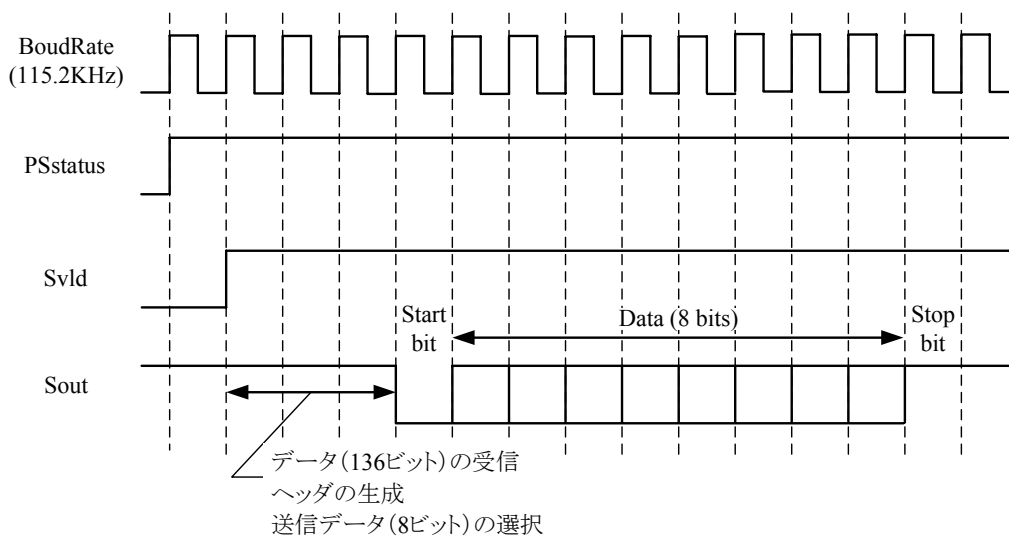 BoudRate
(115.2KHz)
PSstatus
Svld
Start
bit
Data (8 bits)
Stop
bit
Sout
データ(136ビット)の受信
ヘッダの生成
送信データ(8ビット)の選択